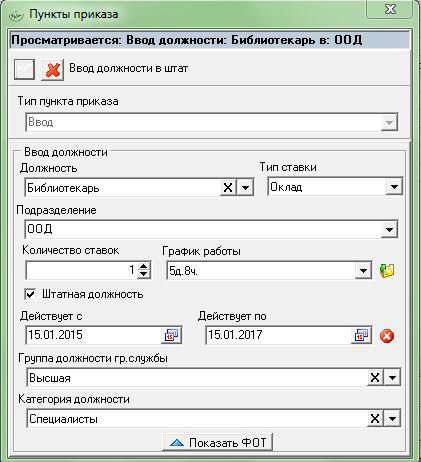 Пункты приказа
Просматривается: Ввод должности: Библиотекарь в: ООД
Ввод должности в штат
Тип пункта приказа
Ввод
Ввод должности
Должность Тип ставки
Библиотекарь Оклад
Подразделение
ООД
Количество ставок График работы
1 5д.8ч.
Штатная должность
Действует с Действует по
15.01.2015 15.01.2017
Группа должности гр.службы
Высшая
Категория должности
Специалисты
Показать ФОТ